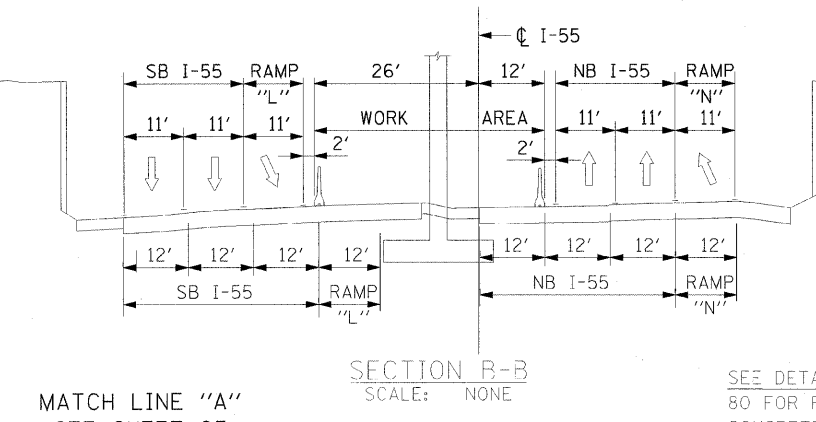 ℄ I-55
SB I-55 RAMP "L" 26' 12' NB I-55 RAMP "N"
11' 11' 11' WORK AREA 11' 11' 11'
2' 2'
12' 12' 12' 12' 12' 12' 12' 12'
SB I-55 RAMP "L" NB I-55 RAMP "N"
SECTION B-B
SCALE: NONE
MATCH LINE "A"
SEE DETA
80 FOR